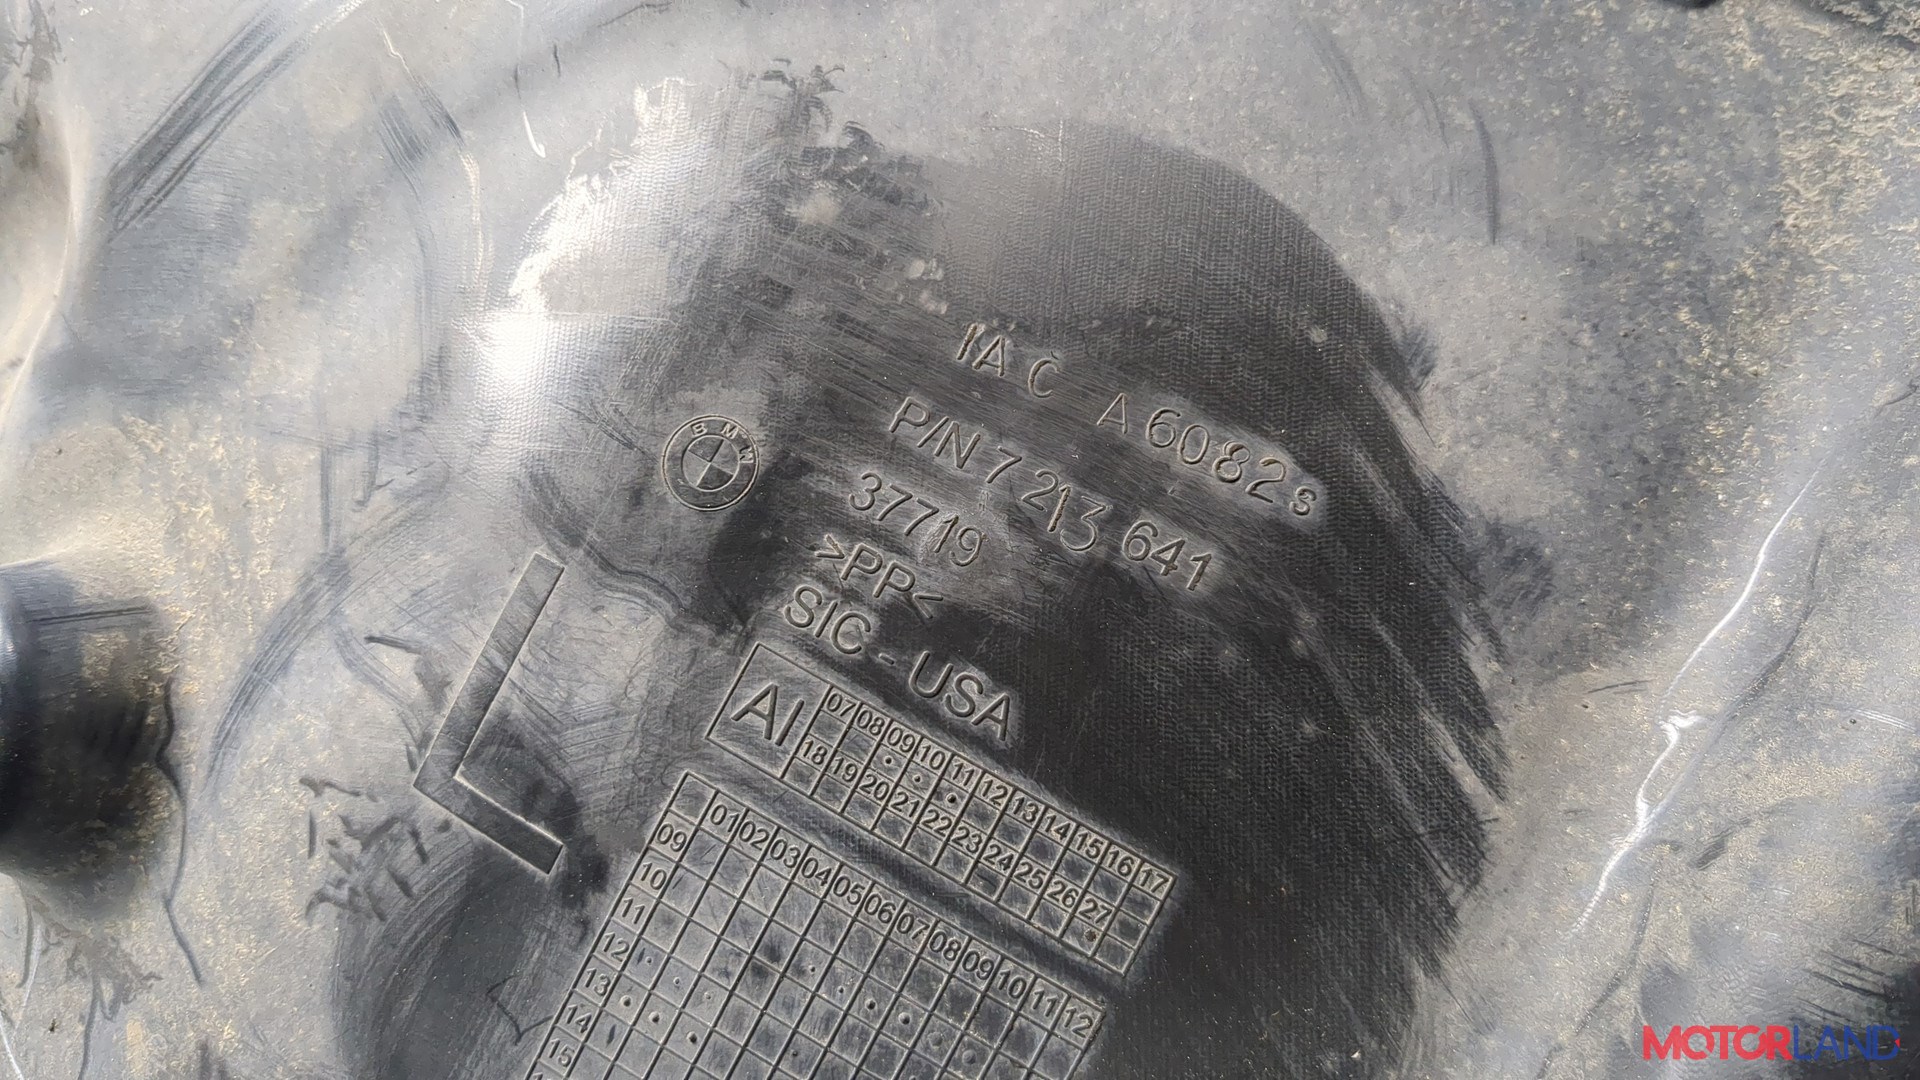 IAC A6082s
P/N 7 213 641
BMW
37719
>PP<
SIC - USA
L
AI
07 08 09 10 11 12 13 14 15 16 17
18 19 20 21 22 23 24 25 26 27
01 02 03 04 05 06 07 08 09 10 11 12
09
10
11
12
13
14
15
MOTORLAND